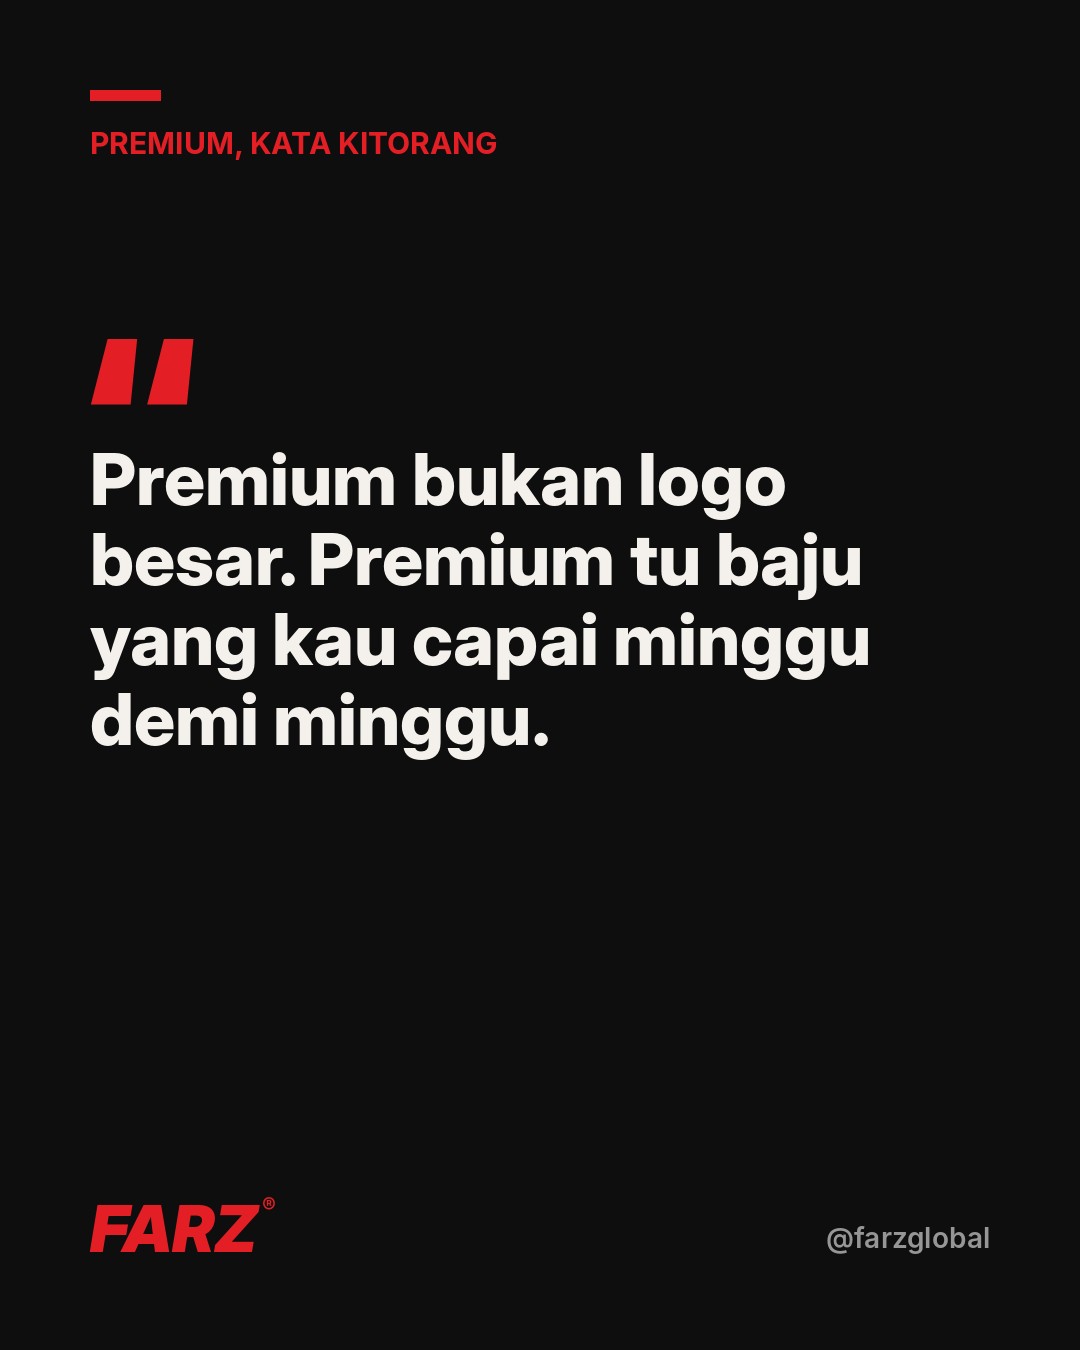 PREMIUM, KATA KITORANG
"
Premium bukan logo
besar. Premium tu baju
yang kau capai minggu
demi minggu.
FARZ®
@farzglobal